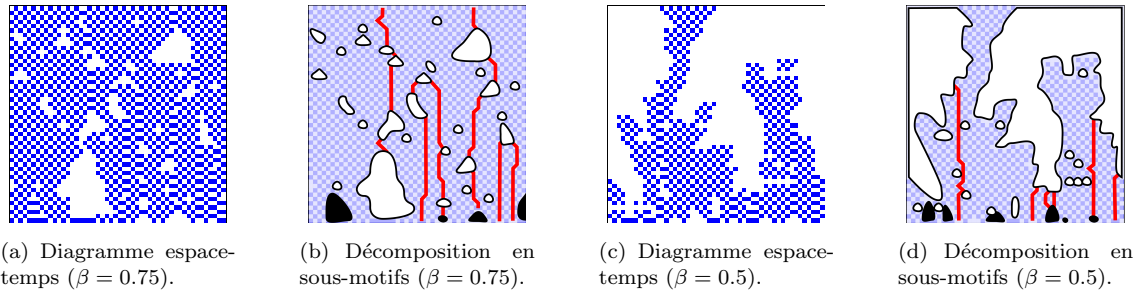 (a) Diagramme espace-
temps (β = 0.75).
(b) Décomposition en
sous-motifs (β = 0.75).
(c) Diagramme espace-
temps (β = 0.5).
(d) Décomposition en
sous-motifs (β = 0.5).